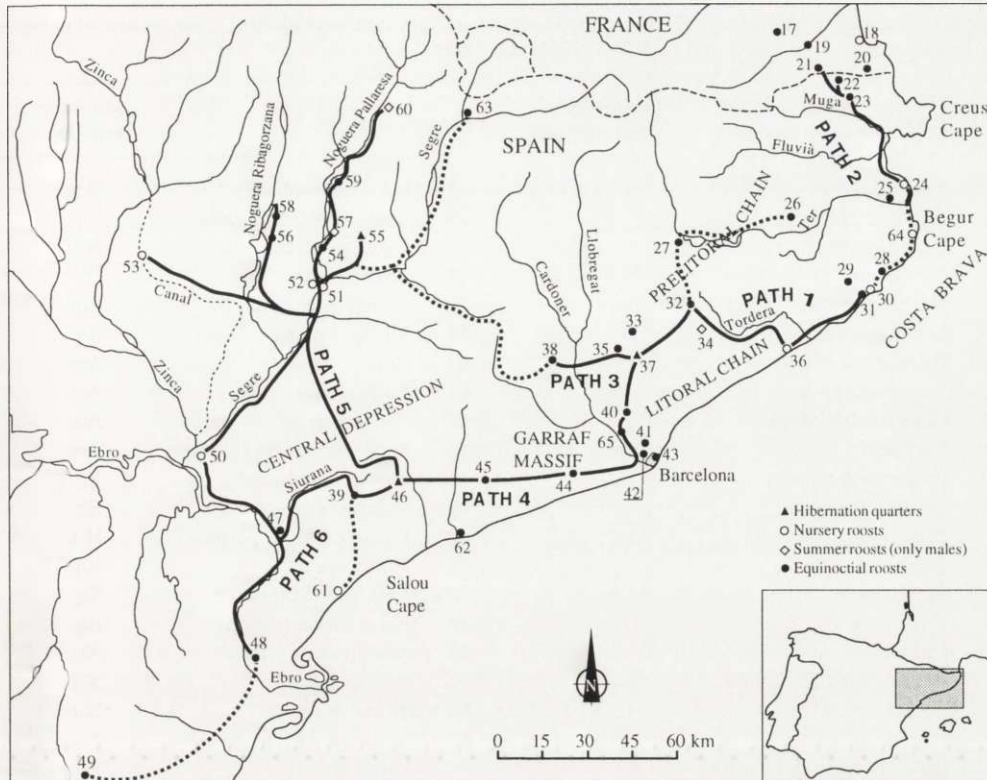 FRANCE
17
18
19
20
21
22
23
Muga
Creus
Cape
Zinca
Noguera Pallaresa
60
63
Segre
SPAIN
PATH 2
Fluvià
Noguera Ribagorzana
59
58
57
56
55
54
53
52
51
Canal
Llobregat
Cardoner
PRELITORAL CHAIN
26
Ter
27
25
24
Begur
Cape
64
28
29
30
31
COSTA BRAVA
PATH 1
Tordera
32
33
34
35
36
37
38
PATH 3
LITORAL CHAIN
40
41
65
43
42
Barcelona
GARRAF
MASSIF
Zinca
Segre
PATH 5
CENTRAL DEPRESSION
Ebro
50
Siurana
39
46
45
44
PATH 4
47
PATH 6
62
61
Salou
Cape
48
Ebro
49
▲ Hibernation quarters
○ Nursery roosts
◇ Summer roosts (only males)
● Equinoctial roosts
N
0 15 30 45 60 km